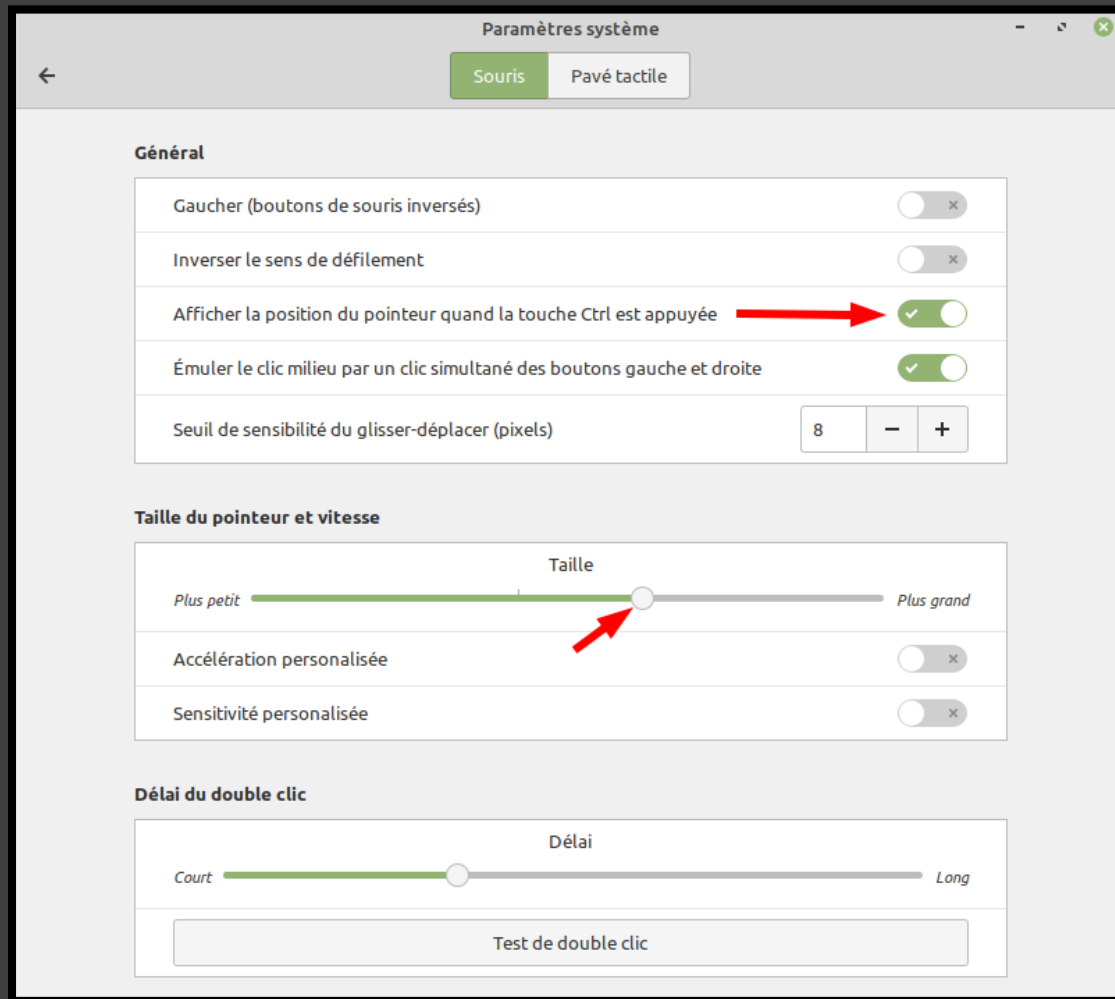 Paramètres système
Souris
Pavé tactile
Général
Gaucher (boutons de souris inversés)
Inverser le sens de défilement
Afficher la position du pointeur quand la touche Ctrl est appuyée
Émuler le clic milieu par un clic simultané des boutons gauche et droite
Seuil de sensibilité du glisser-déplacer (pixels) 8 − +
Taille du pointeur et vitesse
Taille
Plus petit Plus grand
Accélération personalisée
Sensitivité personalisée
Délai du double clic
Délai
Court Long
Test de double clic